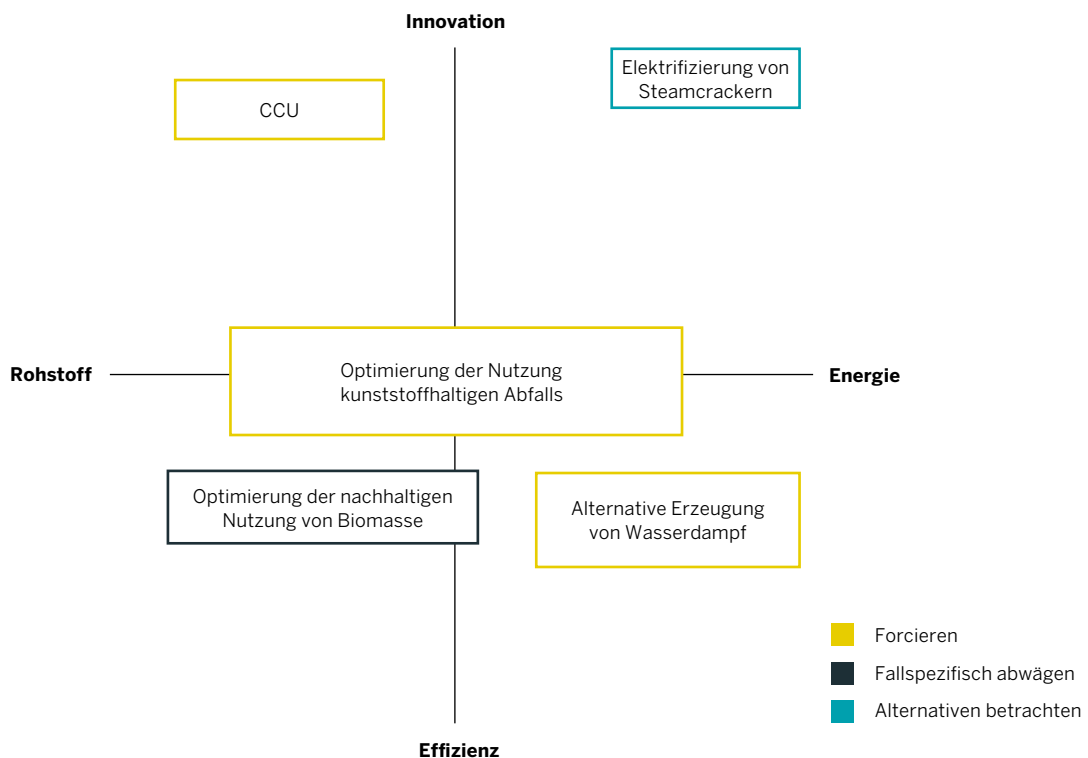 Innovation
Elektrifizierung von
Steamcrackern
CCU
Rohstoff
Optimierung der Nutzung
kunststoffhaltigen Abfalls
Energie
Optimierung der nachhaltigen
Nutzung von Biomasse
Alternative Erzeugung
von Wasserdampf
Forcieren
Fallspezifisch abwägen
Alternativen betrachten
Effizienz